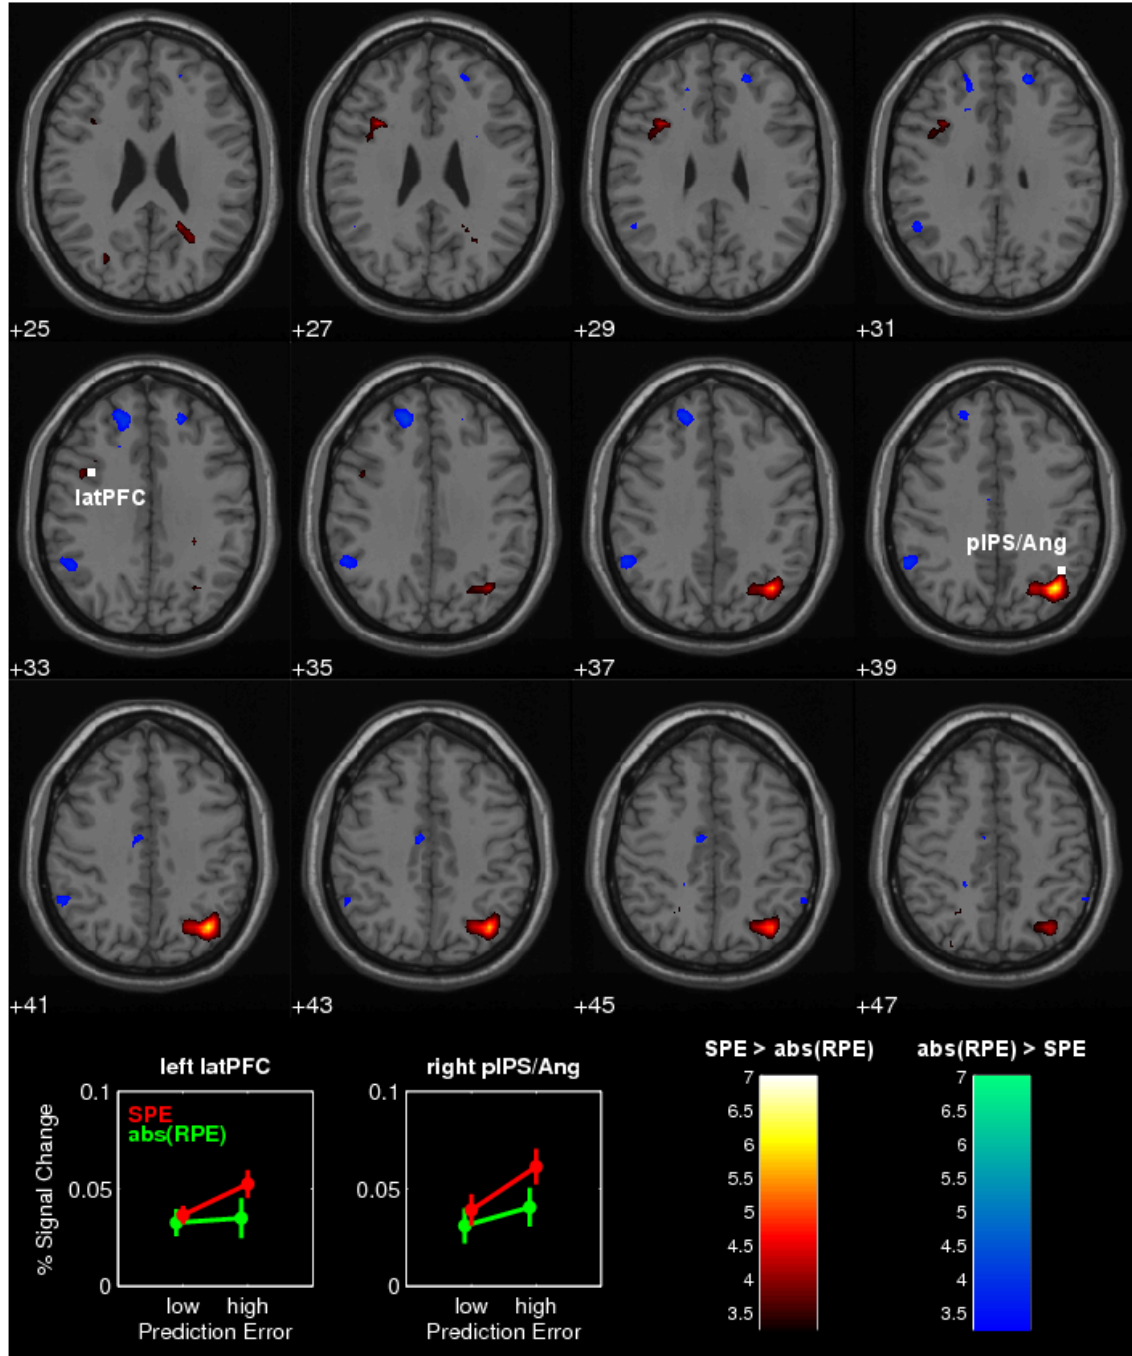 +25
+27
+29
+31
latPFC
pIPS/Ang
+33
+35
+37
+39
+41
+43
+45
+47
left latPFC
right pIPS/Ang
SPE > abs(RPE)
abs(RPE) > SPE
% Signal Change
0.1
0.05
0
SPE
abs(RPE)
low
high
Prediction Error
0.1
0.05
0
low
high
Prediction Error
7
6.5
6
5.5
5
4.5
4
3.5
7
6.5
6
5.5
5
4.5
4
3.5